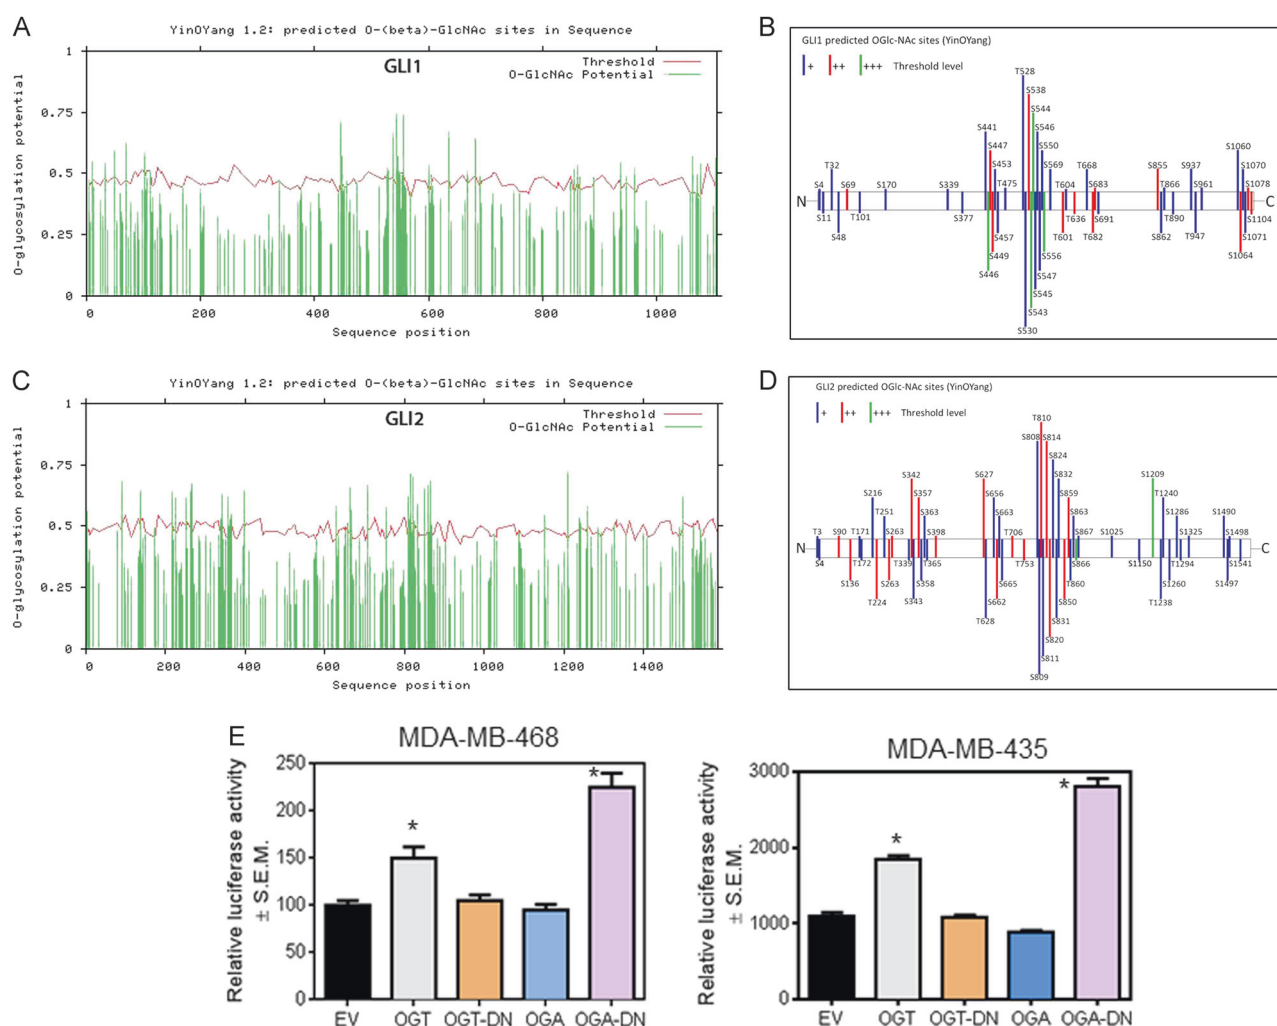 A
YinOYang 1.2: predicted O-(beta)-GlcNAc sites in Sequence
GLI1
Threshold
O-GlcNAc Potential
O-glycosylation potential
1
0.75
0.5
0.25
0
0 200 400 600 800 1000
Sequence position
B
GLI1 predicted OGlc-NAc sites (YinOYang)
+ ++ +++ Threshold level
T528
S538
S544
S441 S546 S1060
S447 S550
T32 S453 S569 T668 S855 S937 S1070
S4 S69 S170 S339 T475 T604 S683 T866 S961 S1078
N C
S11 T101 S377 T636 S691 T890 S1104
S48 S457 T601 T682 S862 T947 S1071
S449 S556 S1064
S446 S547
S545
S543
S530
C
YinOYang 1.2: predicted O-(beta)-GlcNAc sites in Sequence
GLI2
Threshold
O-GlcNAc Potential
O-glycosylation potential
1
0.75
0.5
0.25
0
0 200 400 600 800 1000 1200 1400
Sequence position
D
GLI2 predicted OGlc-NAc sites (YinOYang)
+ ++ +++ Threshold level
T810
S808 S814
S824
S342 S627 S832 S1209
S216 S357 S656 S859 T1240
T251 S363 S663 S863 S1286 S1490
T3 S90 T171 S263 S398 T706 S867 S1025 S1325 S1498
N C
S4 T172 T339 T365 T753 S866 S1150 T1294 S1541
S136 S263 S358 S665 T860 S1260 S1497
T224 S343 S662 S850 T1238
T628 S831
S820
S811
S809
E
MDA-MB-468
Relative luciferase activity
± S.E.M.
250
200
150
100
50
0
* *
EV OGT OGT-DN OGA OGA-DN
MDA-MB-435
Relative luciferase activity
± S.E.M.
3000
2000
1000
0
* *
EV OGT OGT-DN OGA OGA-DN